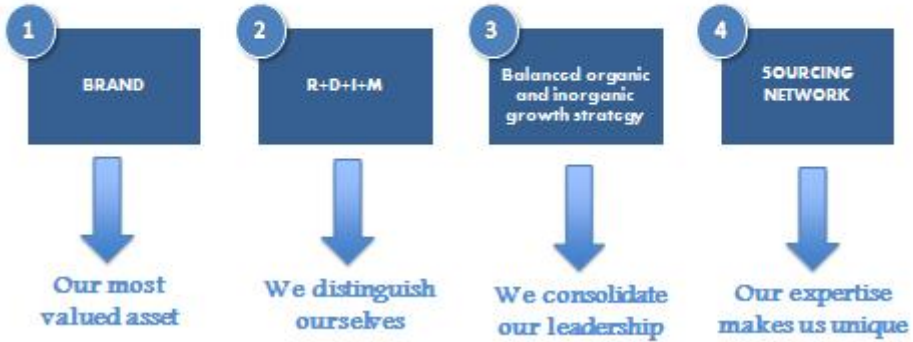 1
BRAND
Our most
valued asset
2
R+D+I+M
We distinguish
ourselves
3
Balanced organic
and inorganic
growth strategy
We consolidate
our leadership
4
SOURCING
NETWORK
Our expertise
makes us unique